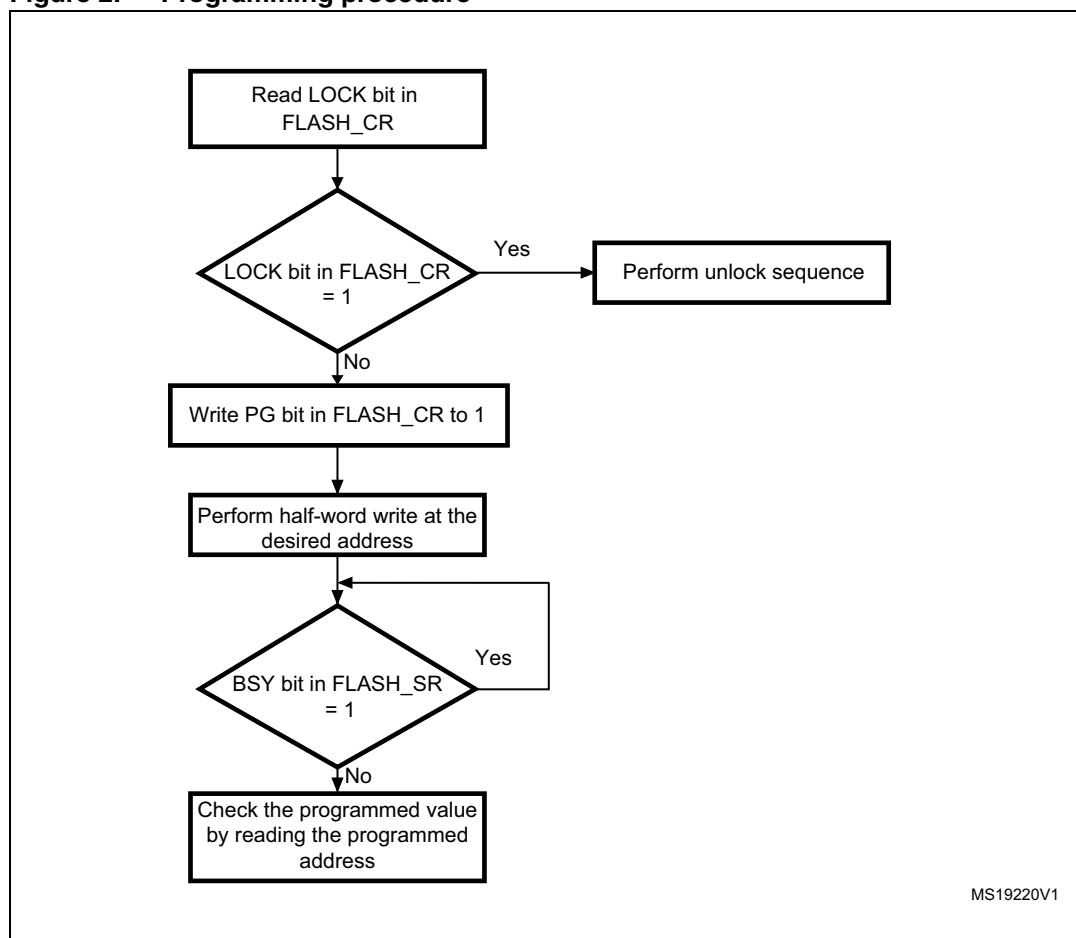 Figure 2. Programming procedure
Read LOCK bit in
FLASH_CR
LOCK bit in FLASH_CR
= 1
Yes
Perform unlock sequence
No
Write PG bit in FLASH_CR to 1
Perform half-word write at the
desired address
BSY bit in FLASH_SR
= 1
Yes
No
Check the programmed value
by reading the programmed
address
MS19220V1